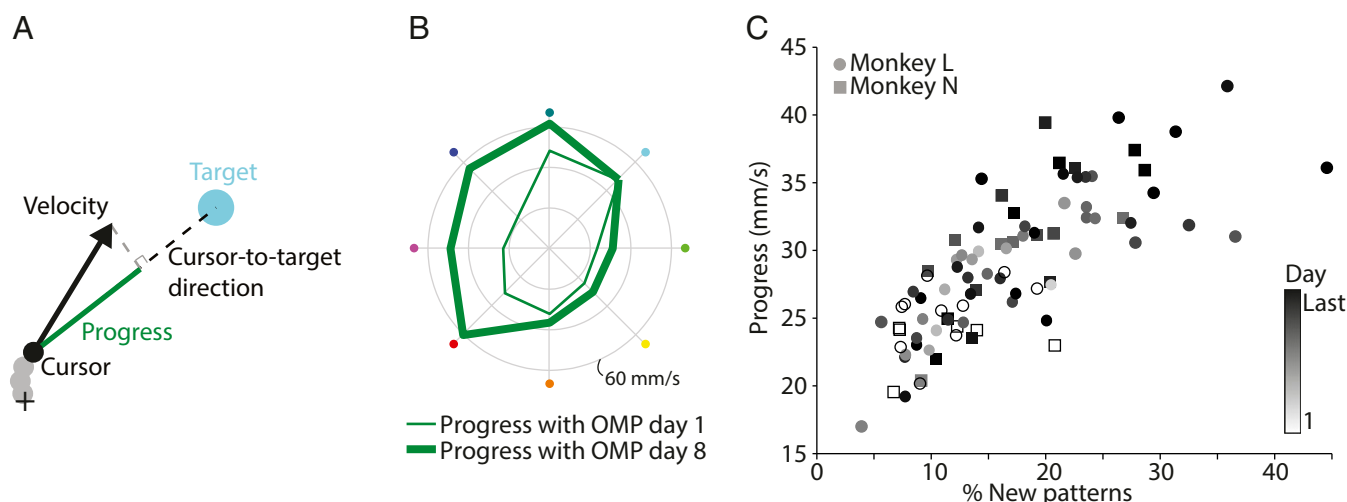 A
Target
Velocity
Cursor-to-target
direction
Progress
Cursor
B
60 mm/s
Progress with OMP day 1
Progress with OMP day 8
C
Monkey L
Monkey N
Progress (mm/s)
45
40
35
30
25
20
15
0
10
20
30
40
% New patterns
Day
Last
1